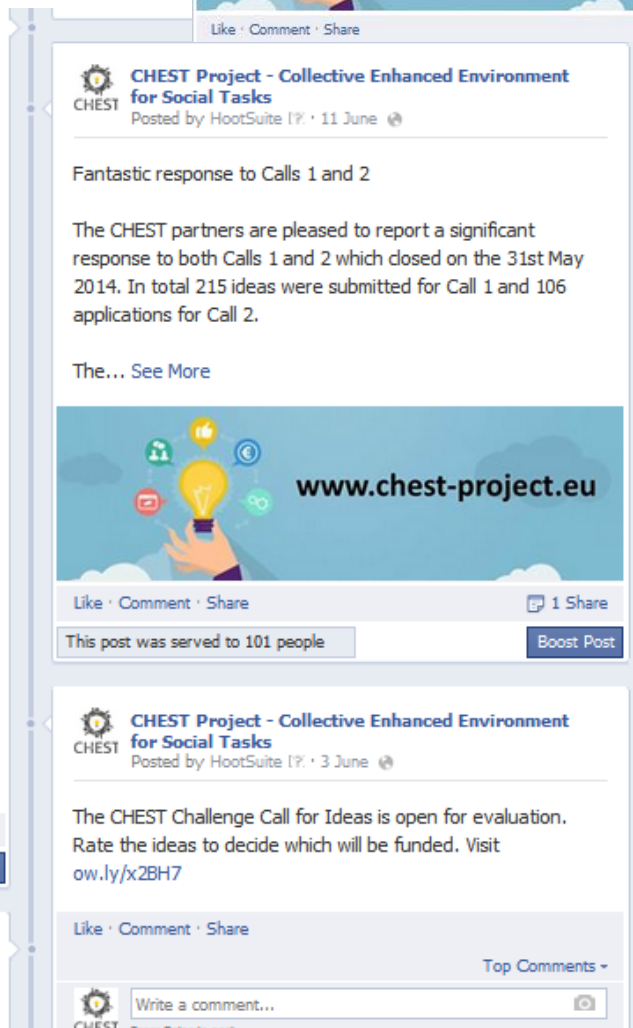 Like · Comment · Share
CHEST
CHEST Project - Collective Enhanced Environment
for Social Tasks
Posted by HootSuite [?] · 11 June
Fantastic response to Calls 1 and 2
The CHEST partners are pleased to report a significant
response to both Calls 1 and 2 which closed on the 31st May
2014. In total 215 ideas were submitted for Call 1 and 106
applications for Call 2.
The... See More
www.chest-project.eu
Like · Comment · Share
1 Share
This post was served to 101 people
Boost Post
CHEST
CHEST Project - Collective Enhanced Environment
for Social Tasks
Posted by HootSuite [?] · 3 June
The CHEST Challenge Call for Ideas is open for evaluation.
Rate the ideas to decide which will be funded. Visit
ow.ly/x2BH7
Like · Comment · Share
Top Comments
Write a comment...
CHEST